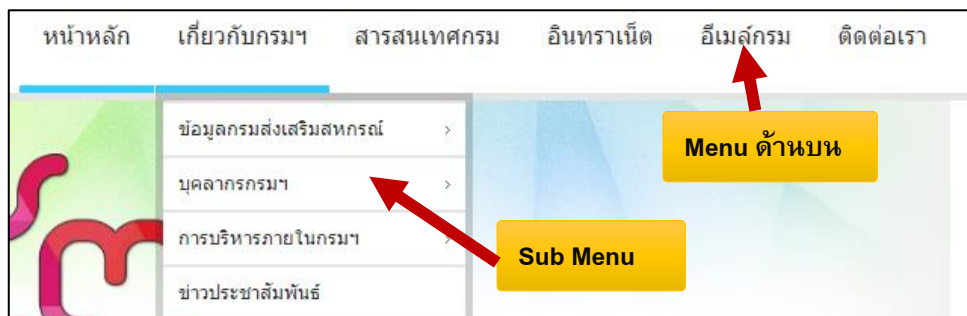 หน้าหลัก เกี่ยวกับกรมฯ สารสนเทศกรม อินทราเน็ต อีเมล์กรม ติดต่อเรา
ข้อมูลกรมส่งเสริมสหกรณ์ >
Menu ด้านบน
บุคลากรกรมฯ >
การบริหารภายในกรมฯ >
Sub Menu
ข่าวประชาสัมพันธ์